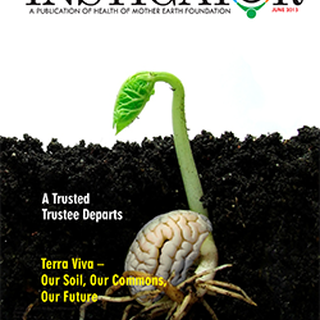 INSTIGATOR
A PUBLICATION OF HEALTH OF MOTHER EARTH FOUNDATION
JUNE 2015
A Trusted
Trustee Departs
Terra Viva –
Our Soil, Our Commons,
Our Future